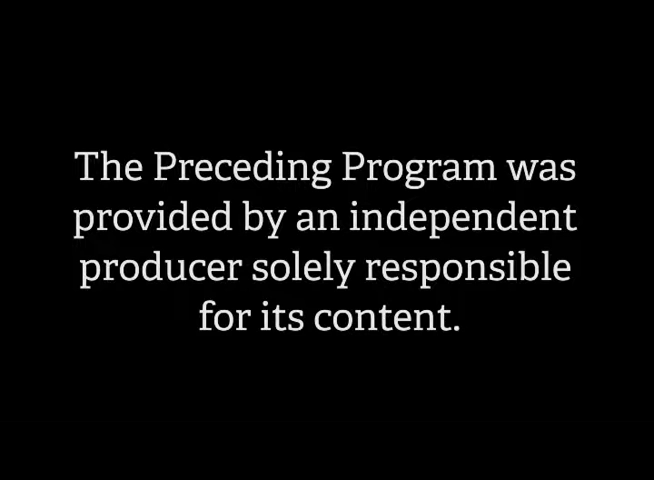 The Preceding Program was
provided by an independent
producer solely responsible
for its content.